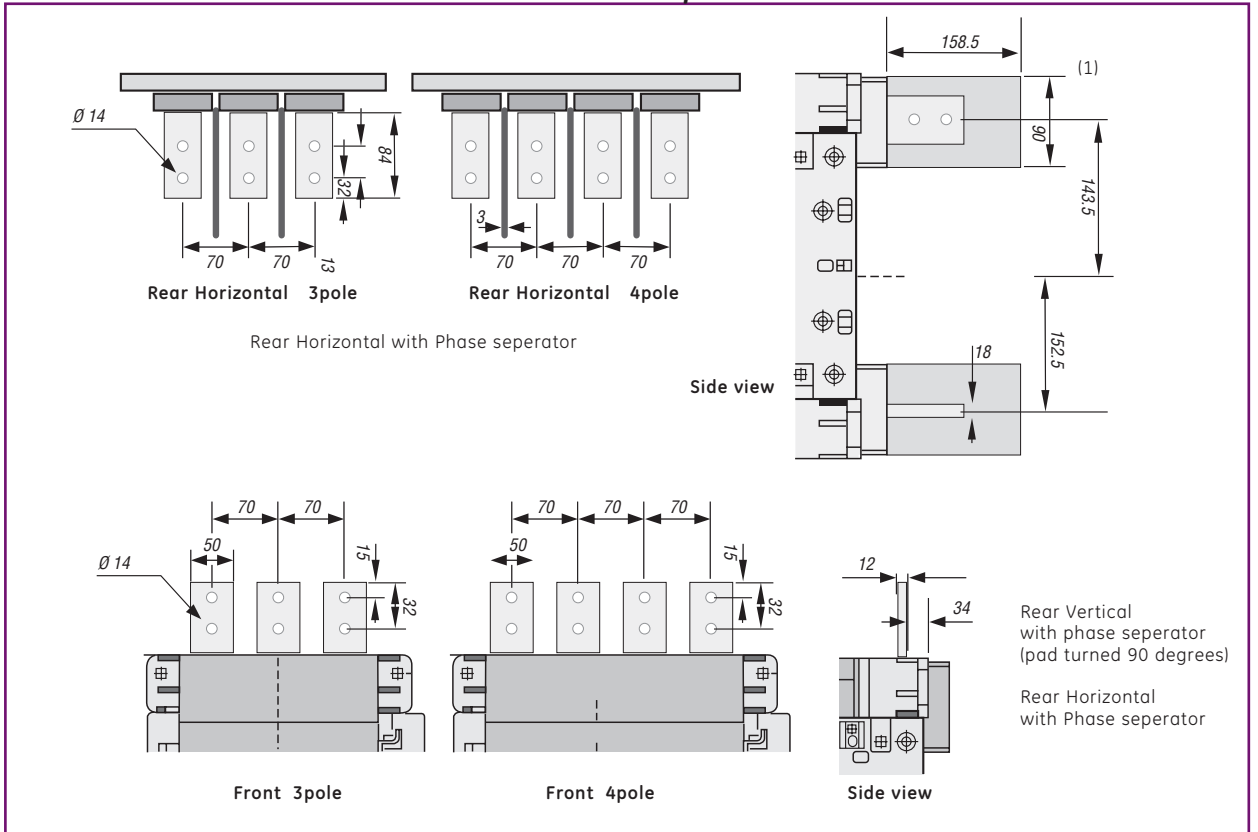 158.5
(1)
Ø 14
84
32
90
143.5
3
70
70
13
70
70
70
Rear Horizontal 3pole
Rear Horizontal 4pole
Rear Horizontal with Phase seperator
152.5
18
Side view
70
70
70
70
70
50
15
50
15
Ø 14
32
32
12
34
Rear Vertical
with phase seperator
(pad turned 90 degrees)
Rear Horizontal
with Phase seperator
Front 3pole
Front 4pole
Side view